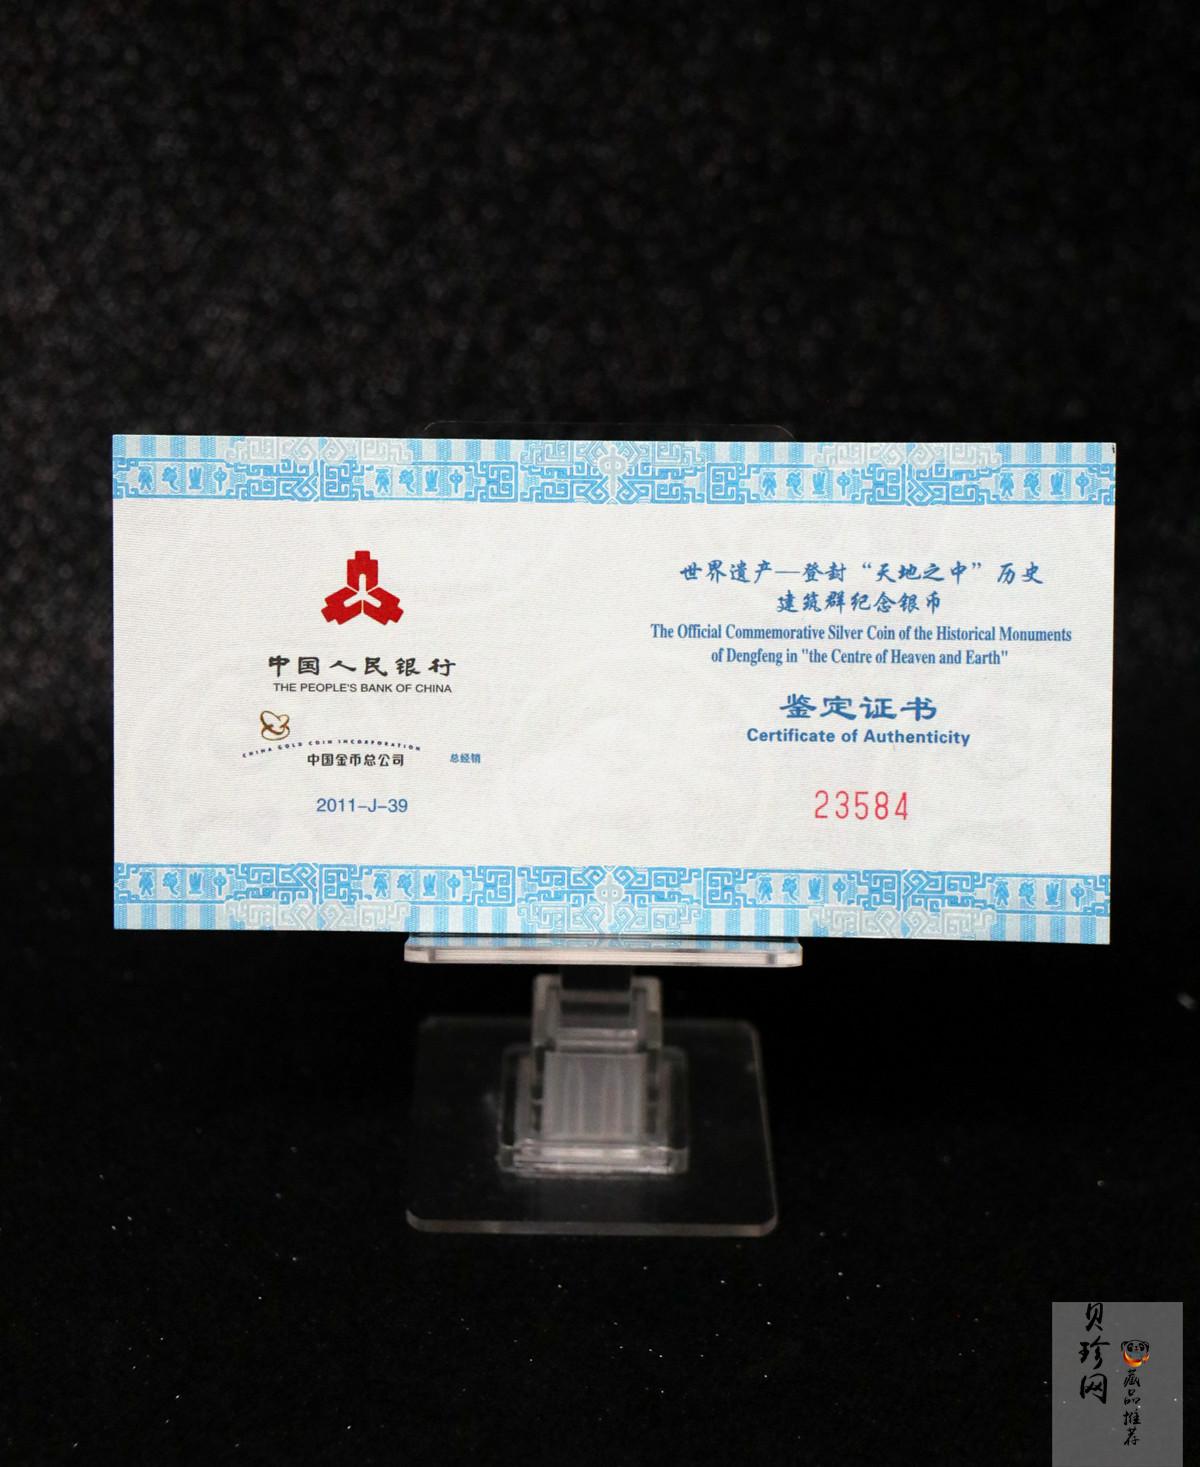 中国人民银行
THE PEOPLE'S BANK OF CHINA
CHINA GOLD COIN INCORPORATION
中国金币总公司 总经销
2011-J-39
世界遗产—登封“天地之中”历史
建筑群纪念银币
The Official Commemorative Silver Coin of the Historical Monuments
of Dengfeng in "the Centre of Heaven and Earth"
鉴定证书
Certificate of Authenticity
23584
贝珍网
藏品推荐